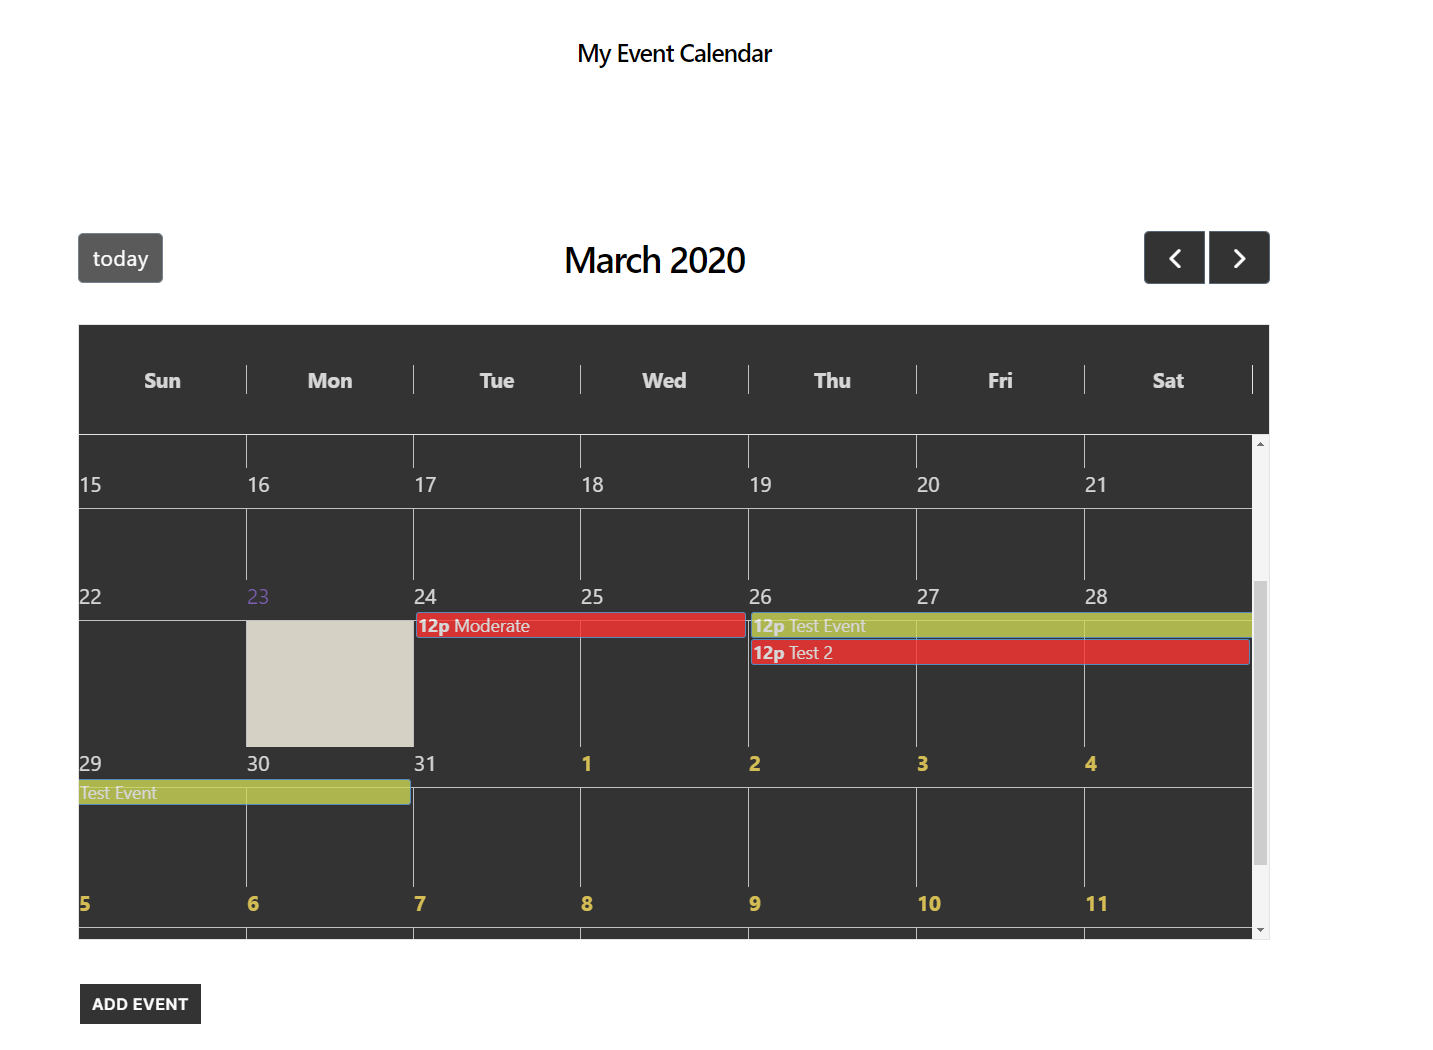 My Event Calendar
today
March 2020
Sun Mon Tue Wed Thu Fri Sat
15 16 17 18 19 20 21
22 23 24 25 26 27 28
12p Moderate 12p Test Event
12p Test 2
29 30 31 1 2 3 4
Test Event
5 6 7 8 9 10 11
ADD EVENT